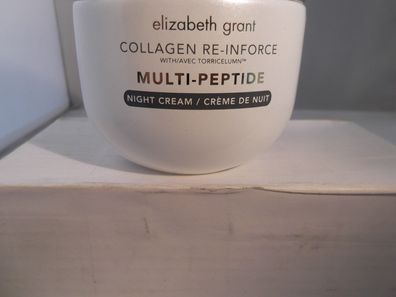 elizabeth grant
COLLAGEN RE-INFORCE
WITH/AVEC TORRICELUMN™
MULTI-PEPTIDE
NIGHT CREAM / CRÈME DE NUIT